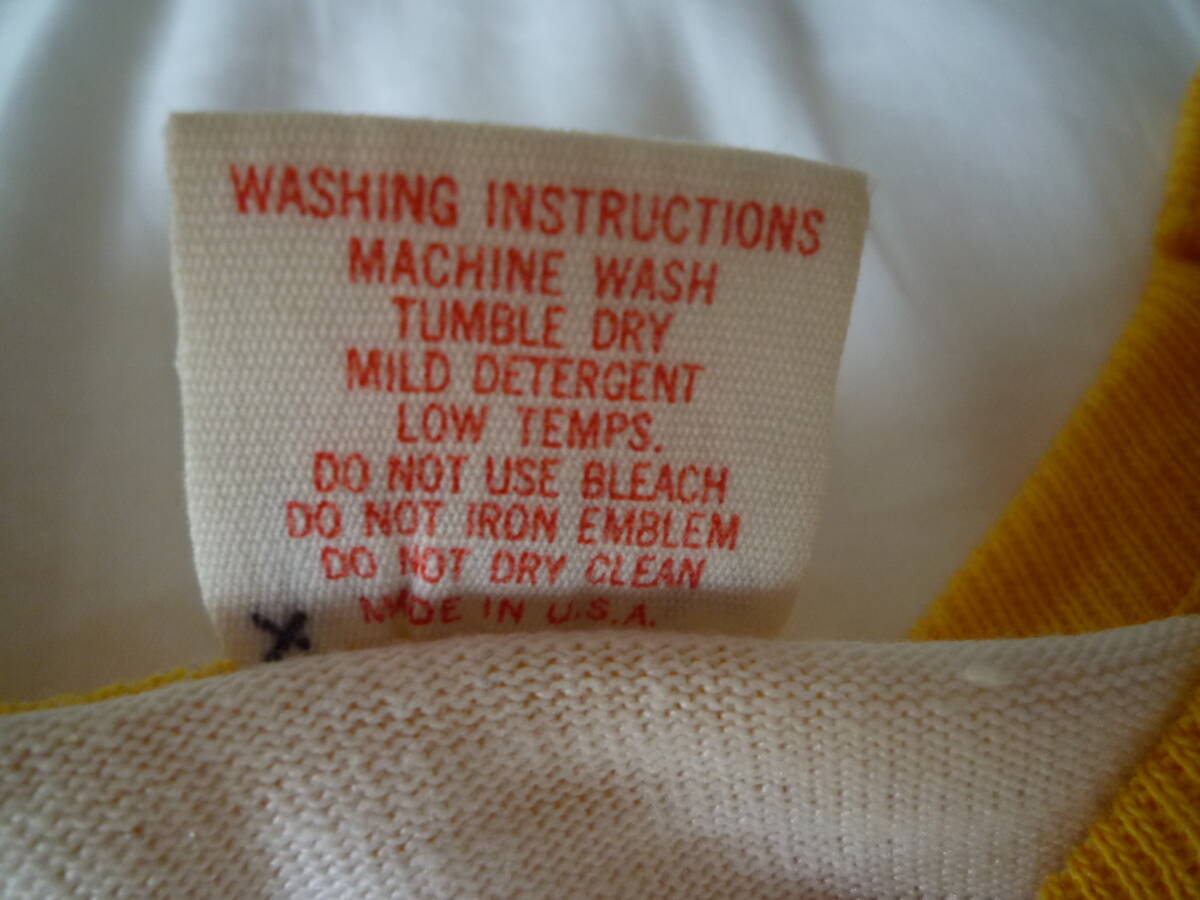 WASHING INSTRUCTIONS
MACHINE WASH
TUMBLE DRY
MILD DETERGENT
LOW TEMPS.
DO NOT USE BLEACH
DO NOT IRON EMBLEM
DO NOT DRY CLEAN
MADE IN U.S.A.
X